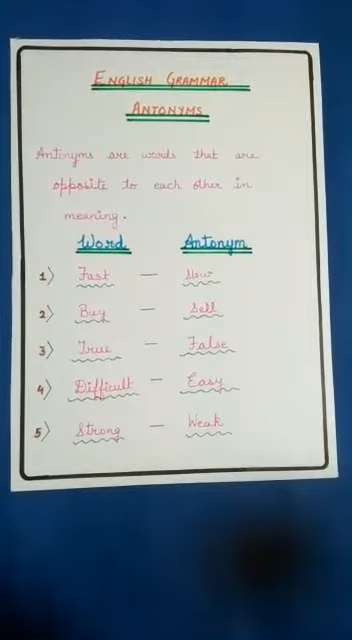 ENGLISH GRAMMAR
ANTONYMS
Antonyms are words that are
opposite to each other in
meaning.
Word Antonym
1) Fast — Slow
2) Buy — Sell
3) True — False
4) Difficult — Easy
5) Strong — Weak